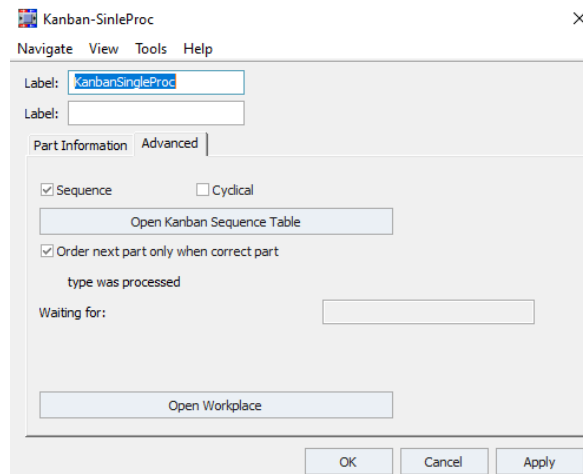 Kanban-SinleProc
Navigate View Tools Help
Label: KanbanSingleProc
Label:
Part Information Advanced
Sequence Cyclical
Open Kanban Sequence Table
Order next part only when correct part
type was processed
Waiting for:
Open Workplace
OK Cancel Apply